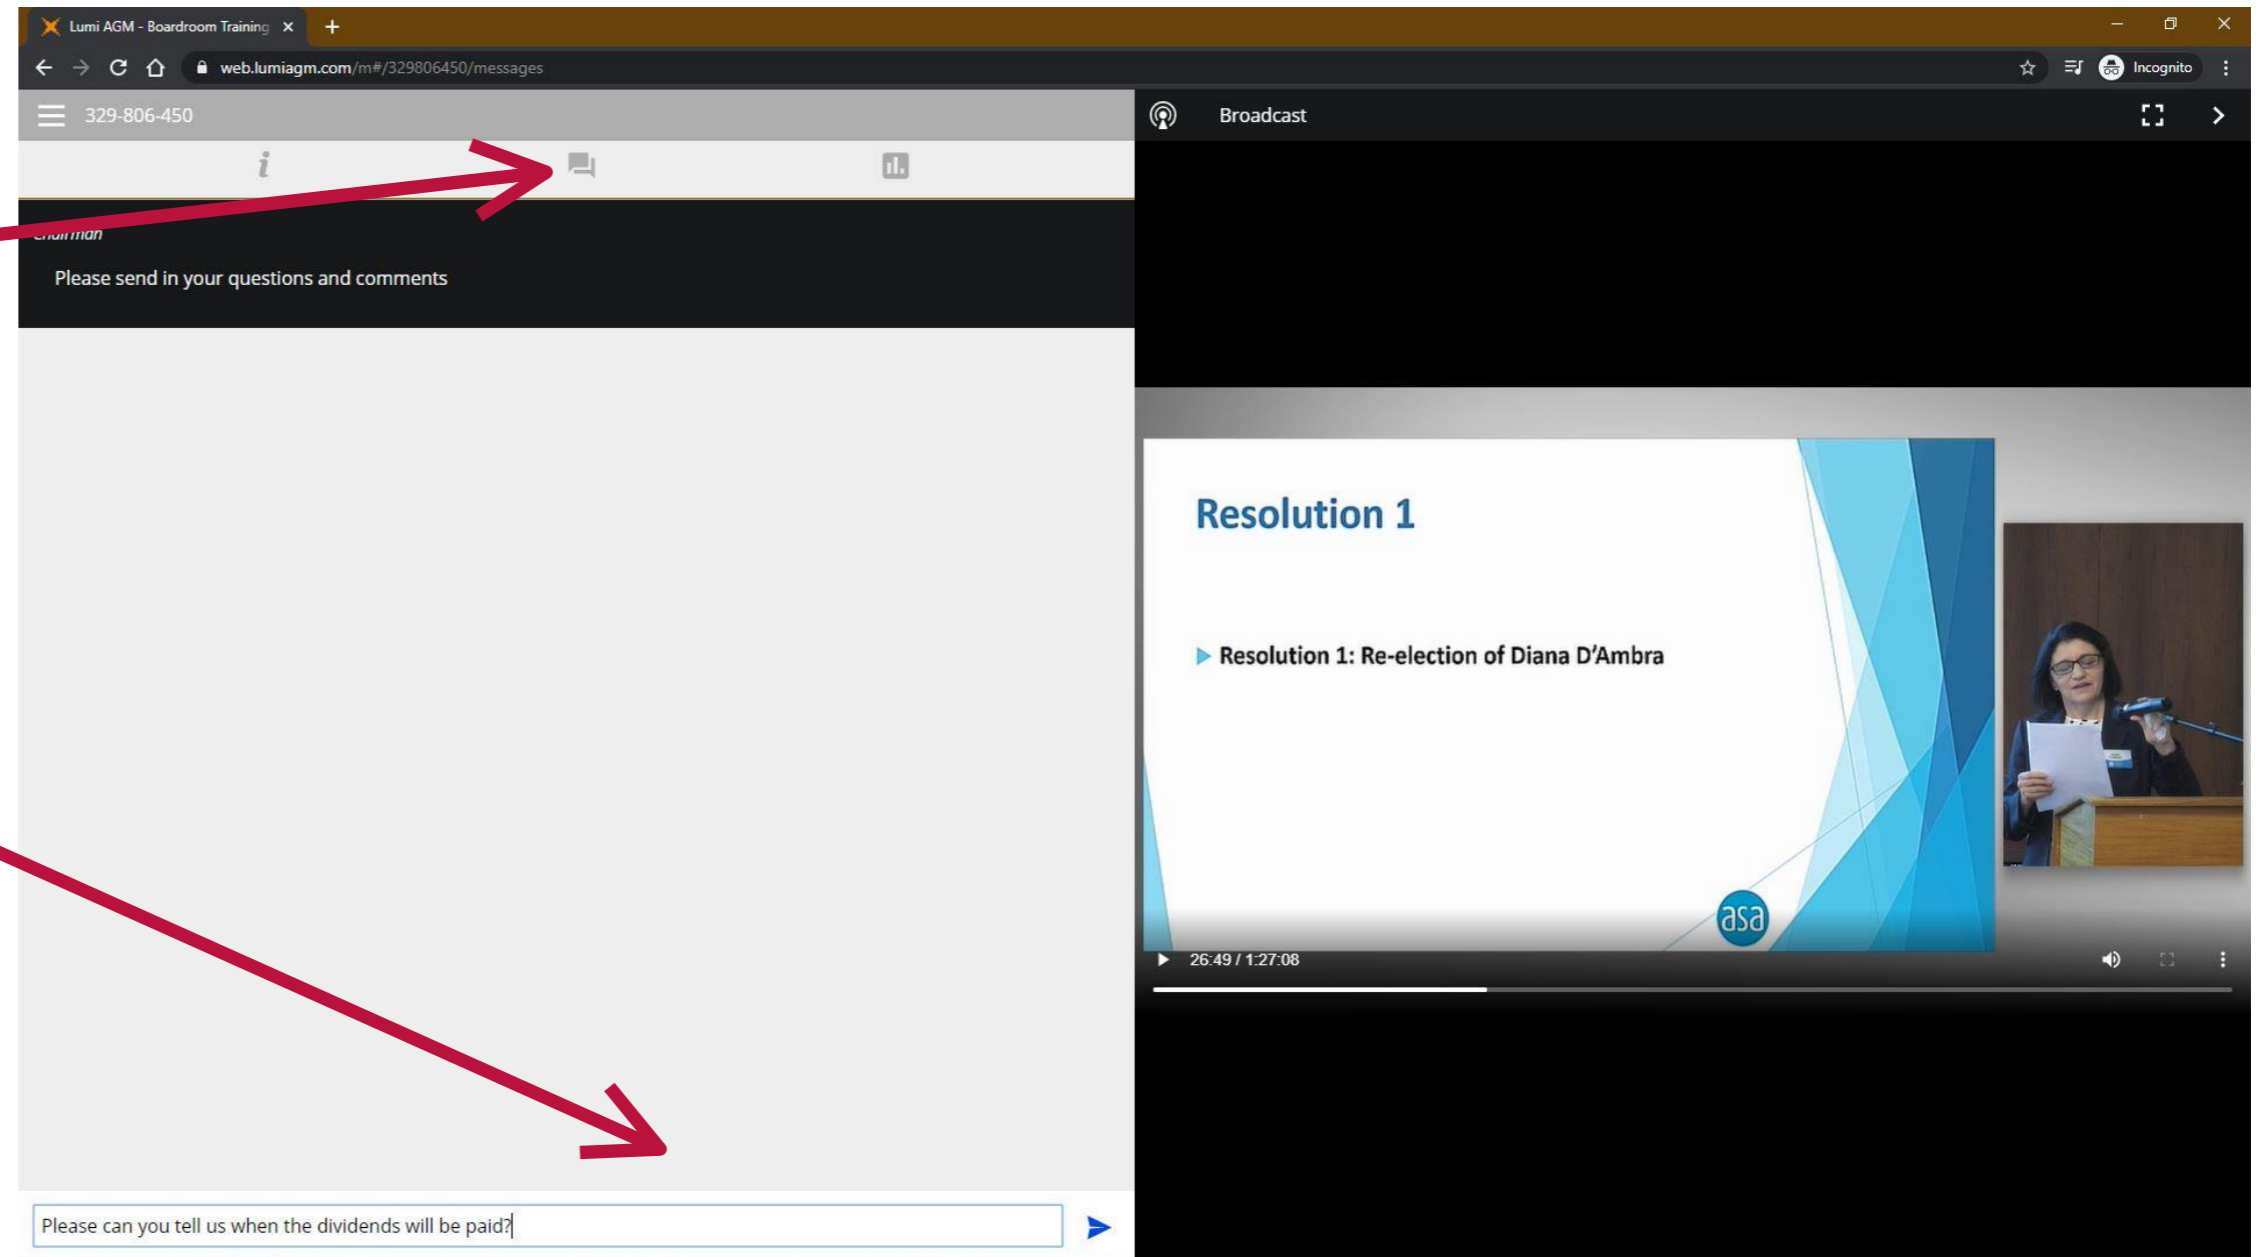 Lumi AGM - Boardroom Training
web.lumiagm.com/m#/329806450/messages
Incognito
329-806-450
Broadcast
i
Chairman
Please send in your questions and comments
Resolution 1
Resolution 1: Re-election of Diana D'Ambra
asa
26:49 / 1:27:08
Please can you tell us when the dividends will be paid?